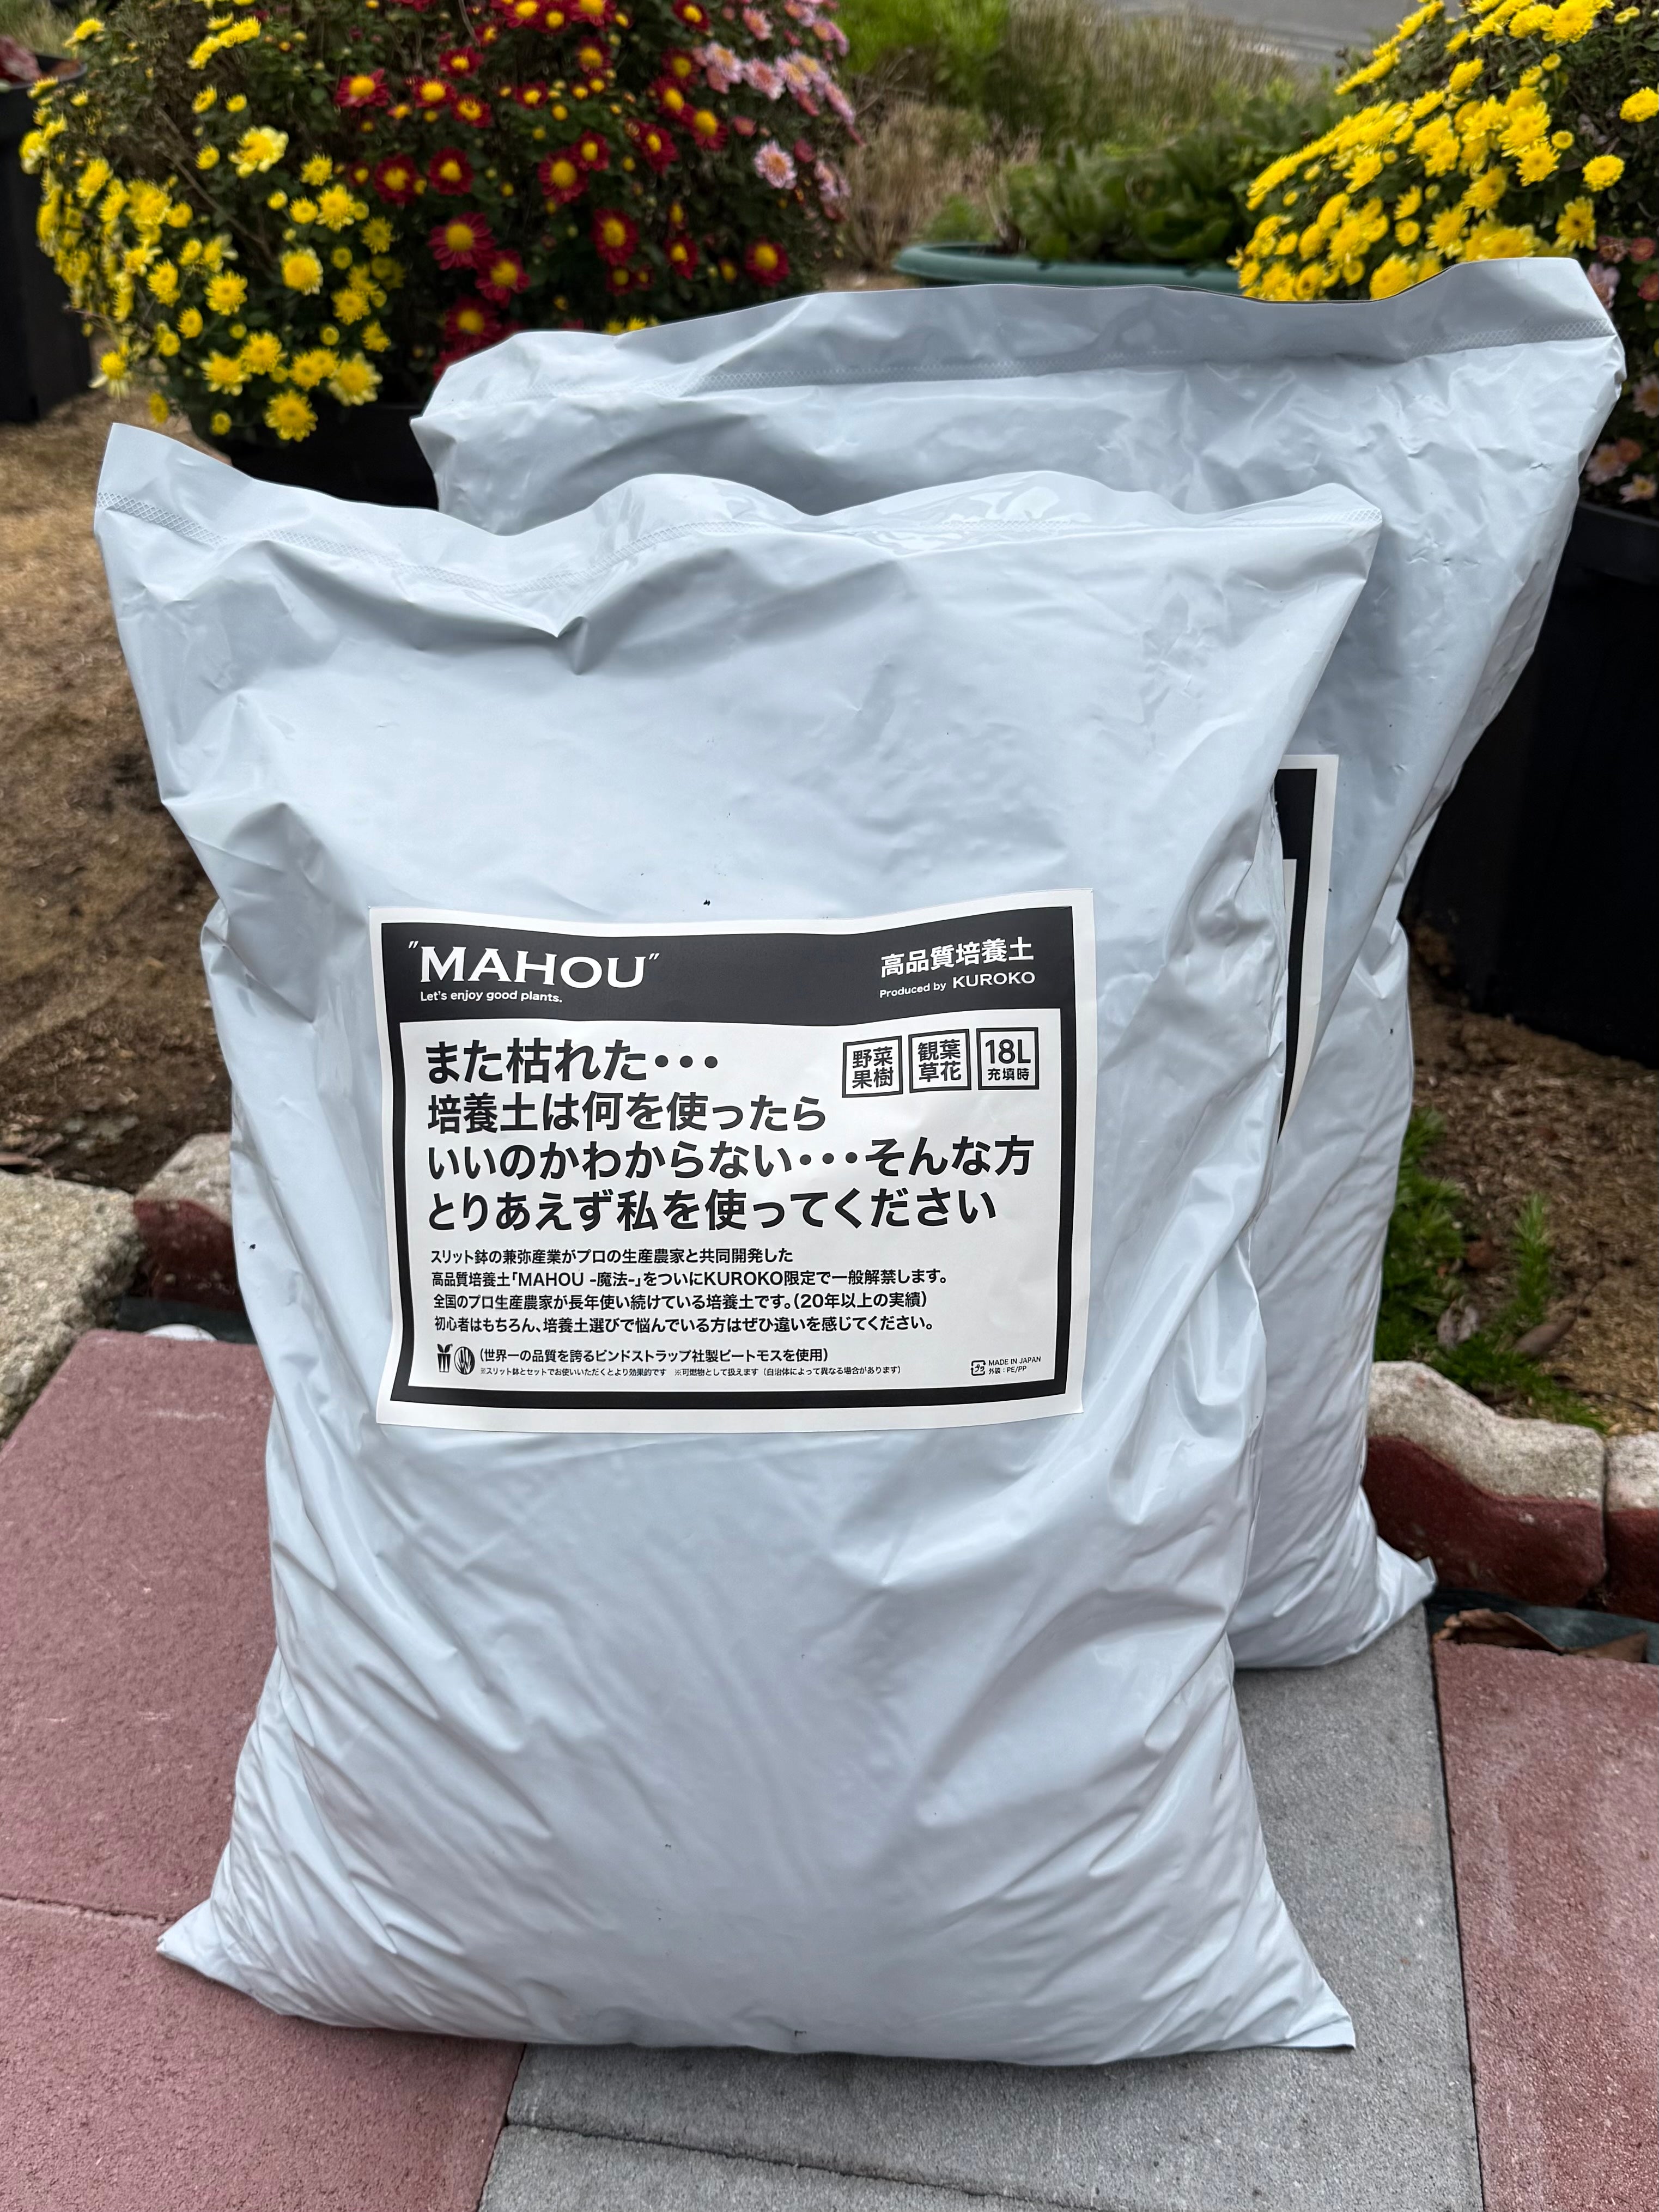 "MAHOU"
Let's enjoy good plants.
高品質培養土
Produced by KUROKO
また枯れた・・・
培養土は何を使ったら
いいのかわからない・・・そんな方
とりあえず私を使ってください
野菜
果樹
観葉
草花
18L
充填時
スリット鉢の兼弥産業がプロの生産農家と共同開発した
高品質培養土「MAHOU -魔法-」をついにKUROKO限定で一般解禁します。
全国のプロ生産農家が長年使い続けている培養土です。(20年以上の実績)
初心者はもちろん、培養土選びで悩んでいる方はぜひ違いを感じてください。
(世界一の品質を誇るビンドストラップ社製ピートモスを使用)
※スリット鉢とセットでお使いいただくとより効果的です ※可燃物として扱えます（自治体によって異なる場合があります）
プラ
MADE IN JAPAN
外装：PE/PP